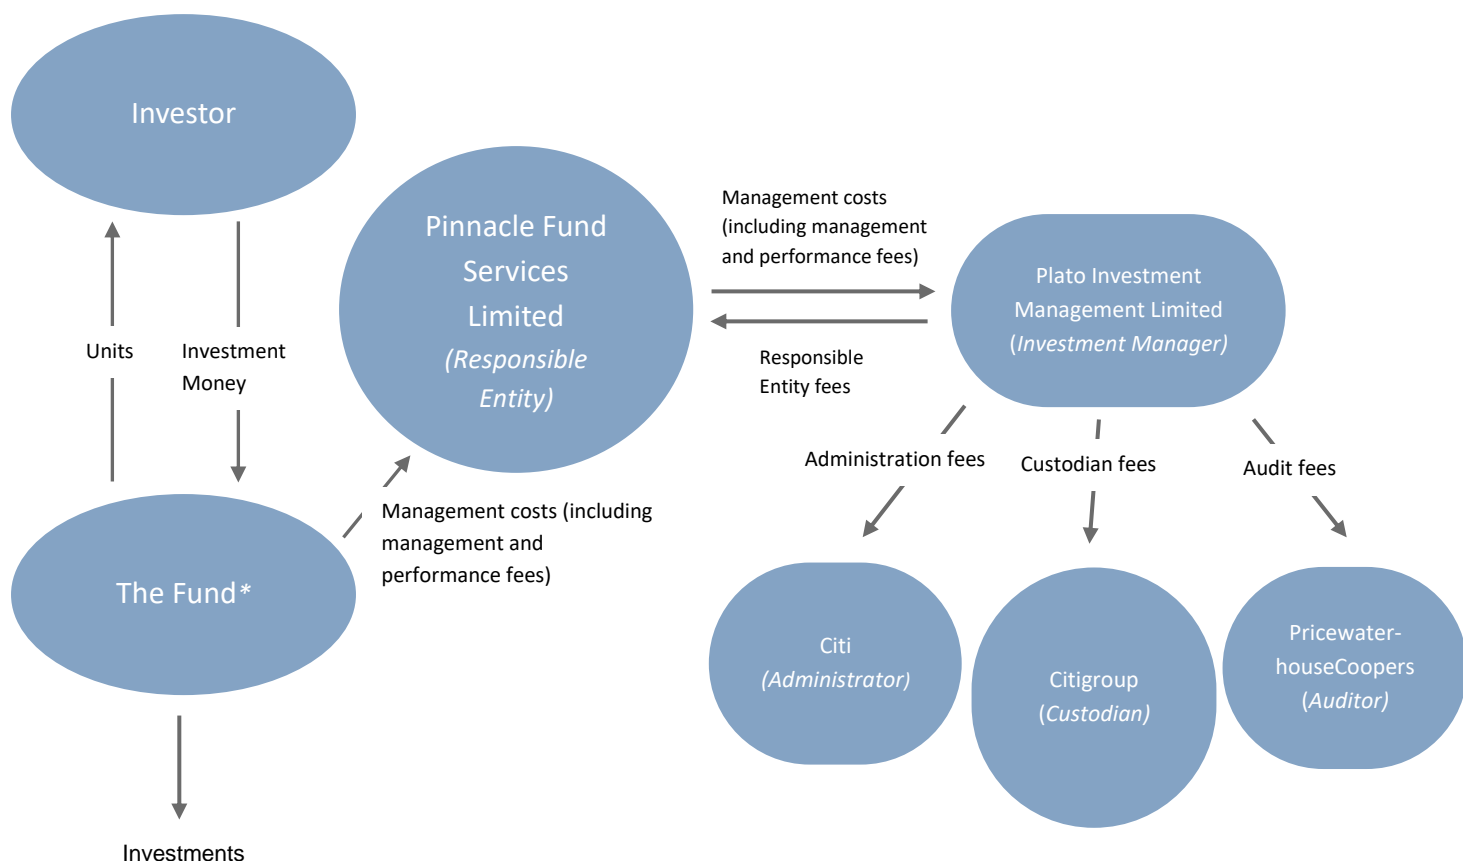 Investor
Units
Investment
Money
The Fund*
Investments
Pinnacle Fund
Services
Limited
(Responsible
Entity)
Management costs (including
management and
performance fees)
Management costs
(including management
and performance fees)
Responsible
Entity fees
Plato Investment
Management Limited
(Investment Manager)
Administration fees
Custodian fees
Audit fees
Citi
(Administrator)
Citigroup
(Custodian)
Pricewater-
houseCoopers
(Auditor)